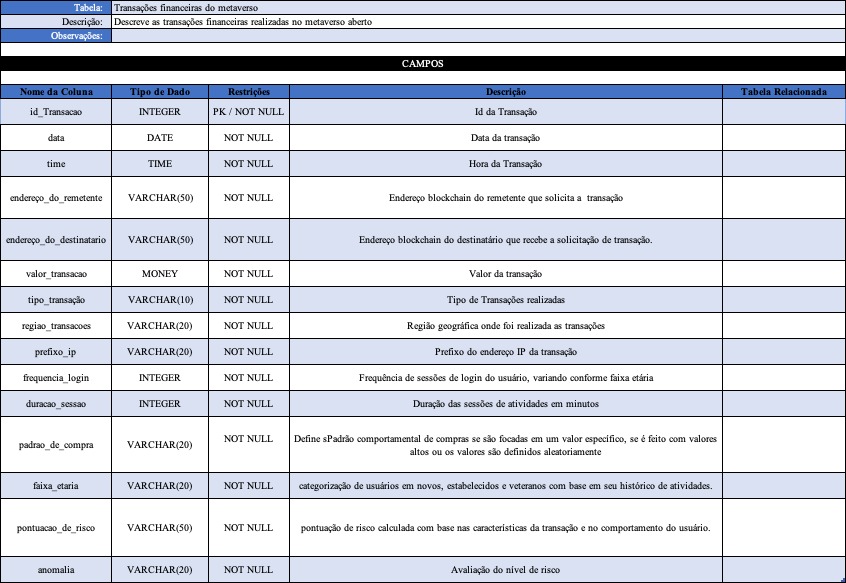 Tabela: Transações financeiras do metaverso
Descrição: Descreve as transações financeiras realizadas no metaverso aberto
Observações:
CAMPOS
Nome da Coluna Tipo de Dado Restrições Descrição Tabela Relacionada
id_Transacao INTEGER PK / NOT NULL Id da Transação
data DATE NOT NULL Data da transação
time TIME NOT NULL Hora da Transação
endereço_do_remetente VARCHAR(50) NOT NULL Endereço blockchain do remetente que solicita a transação
endereço_do_destinatario VARCHAR(50) NOT NULL Endereço blockchain do destinatário que recebe a solicitação de transação.
valor_transacao MONEY NOT NULL Valor da transação
tipo_transação VARCHAR(10) NOT NULL Tipo de Transações realizadas
regiao_transacoes VARCHAR(20) NOT NULL Região geográfica onde foi realizada as transações
prefixo_ip VARCHAR(20) NOT NULL Prefixo do endereço IP da transação
frequencia_login INTEGER NOT NULL Frequência de sessões de login do usuário, variando conforme faixa etária
duracao_sessao INTEGER NOT NULL Duração das sessões de atividades em minutos
padrao_de_compra VARCHAR(20) NOT NULL Define sPadrão comportamental de compras se são focadas em um valor específico, se é feito com valores
altos ou os valores são definidos aleatoriamente
faixa_etaria VARCHAR(20) NOT NULL categorização de usuários em novos, estabelecidos e veteranos com base em seu histórico de atividades.
pontuacao_de_risco VARCHAR(50) NOT NULL pontuação de risco calculada com base nas características da transação e no comportamento do usuário.
anomalia VARCHAR(20) NOT NULL Avaliação do nível de risco